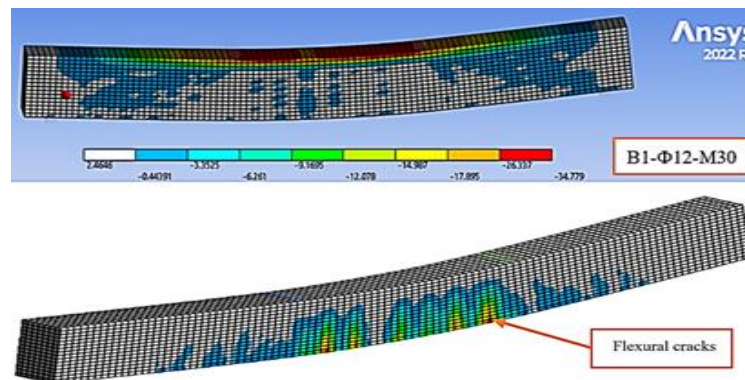 Ansys
2022 R
B1-Φ12-M30
2.4646 -3.3525 -9.1695 -14.987 -26.337
-0.44391 -6.261 -12.078 -17.895 -34.779
Flexural cracks